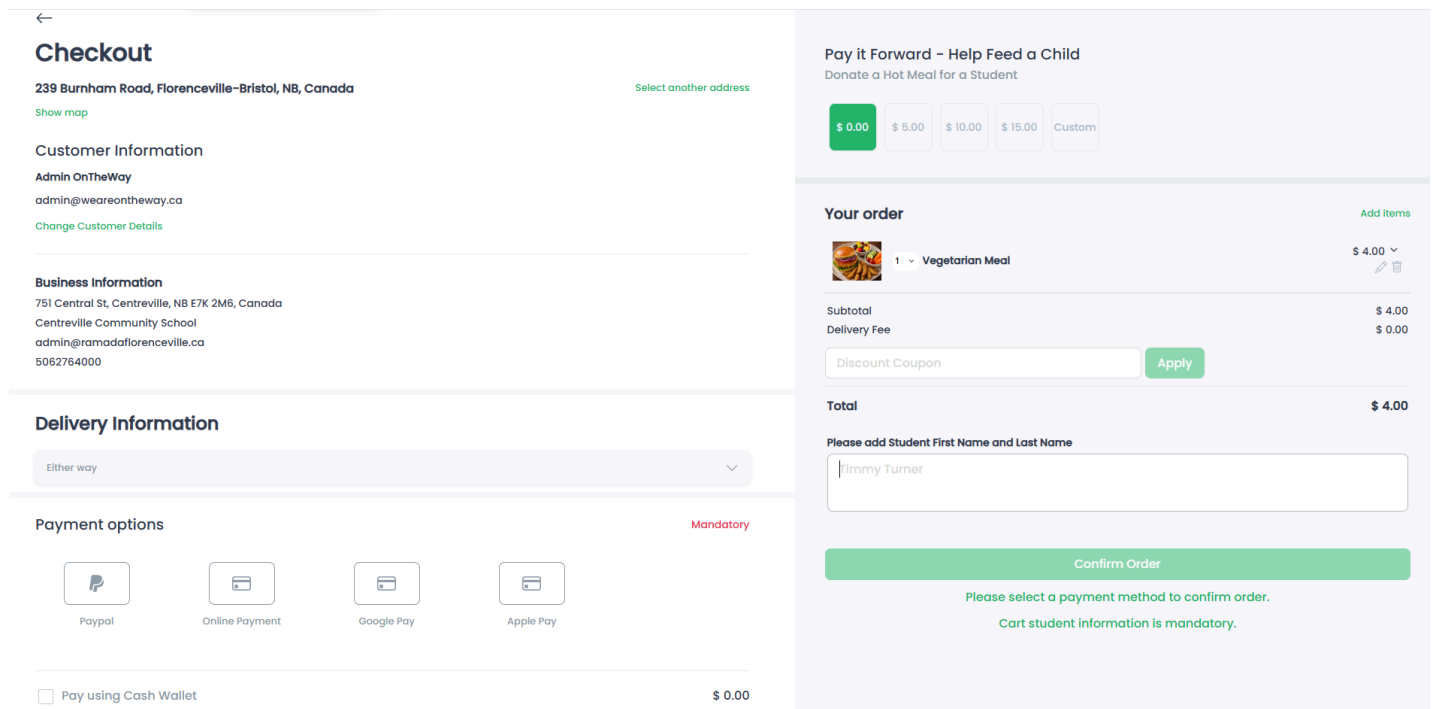 Checkout
239 Burnham Road, Florenceville-Bristol, NB, Canada
Select another address
Show map
Customer Information
Admin OnTheWay
admin@weareontheway.ca
Change Customer Details
Business Information
751 Central St, Centreville, NB E7K 2M6, Canada
Centreville Community School
admin@ramadaflorenceville.ca
5062764000
Delivery Information
Either way
Payment options
Mandatory
Paypal
Online Payment
Google Pay
Apple Pay
Pay using Cash Wallet
$ 0.00
Pay it Forward - Help Feed a Child
Donate a Hot Meal for a Student
$ 0.00
$ 5.00
$ 10.00
$ 15.00
Custom
Your order
Add items
1
Vegetarian Meal
$ 4.00
Subtotal
$ 4.00
Delivery Fee
$ 0.00
Discount Coupon
Apply
Total
$ 4.00
Please add Student First Name and Last Name
Timmy Turner
Confirm Order
Please select a payment method to confirm order.
Cart student information is mandatory.